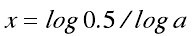 x = log 0.5 / log a